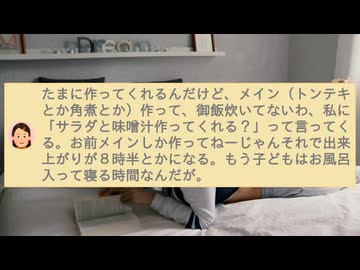 Dream
たまに作ってくれるんだけど、メイン（トンテキ
とか角煮とか）作って、御飯炊いてないわ、私に
「サラダと味噌汁作ってくれる？」って言ってく
る。お前メインしか作ってねーじゃんそれで出来
上がりが８時半とかになる。もう子どもはお風呂
入って寝る時間なんだが。